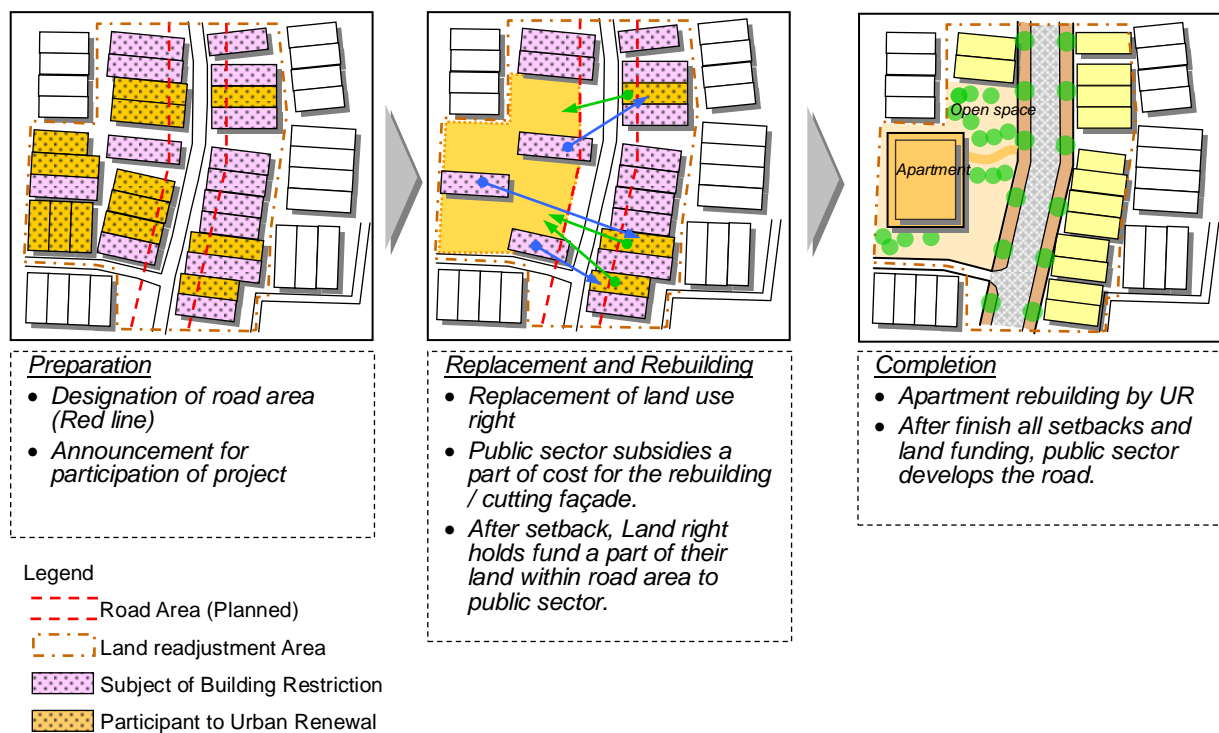 Open space
Apartment
Preparation
• Designation of road area
(Red line)
• Announcement for
participation of project
Replacement and Rebuilding
• Replacement of land use
right
• Public sector subsidies a
part of cost for the rebuilding
/ cutting façade.
• After setback, Land right
holds fund a part of their
land within road area to
public sector.
Completion
• Apartment rebuilding by UR
• After finish all setbacks and
land funding, public sector
develops the road.
Legend
Road Area (Planned)
Land readjustment Area
Subject of Building Restriction
Participant to Urban Renewal